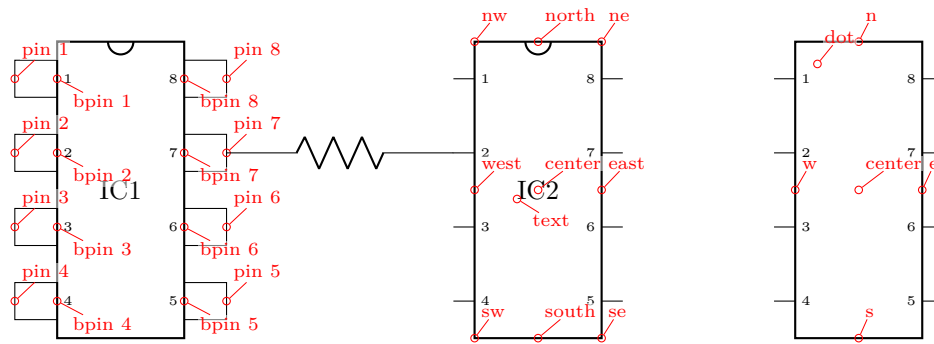 nw north ne n
pin 1 pin 8 dot
1 8 1 8 1 8
bpin 1 bpin 8
pin 2 pin 7
2 7 2 7 2 7
bpin 2 bpin 7 west center east w center
IC1 IC2
pin 3 pin 6 text
3 6 3 6 3 6
bpin 3 bpin 6
pin 4 pin 5
4 5 4 5 4 5
bpin 4 bpin 5 sw south se s